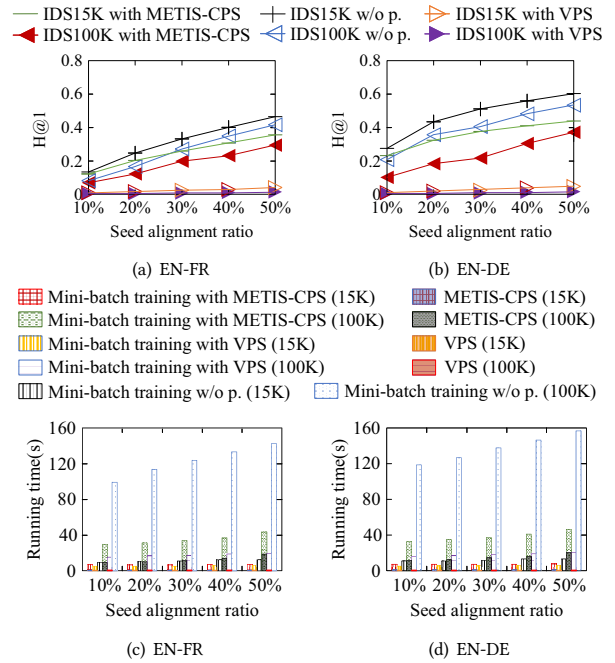 IDS15K with METIS-CPS IDS15K w/o p. IDS15K with VPS
IDS100K with METIS-CPS IDS100K w/o p. IDS100K with VPS
0.8
0.6
0.4
0.2
0
H@1
10% 20% 30% 40% 50%
Seed alignment ratio
(a) EN-FR
0.8
0.6
0.4
0.2
0
H@1
10% 20% 30% 40% 50%
Seed alignment ratio
(b) EN-DE
Mini-batch training with METIS-CPS (15K) METIS-CPS (15K)
Mini-batch training with METIS-CPS (100K) METIS-CPS (100K)
Mini-batch training with VPS (15K) VPS (15K)
Mini-batch training with VPS (100K) VPS (100K)
Mini-batch training w/o p. (15K) Mini-batch training w/o p. (100K)
160
120
80
40
0
Running time(s)
10% 20% 30% 40% 50%
Seed alignment ratio
(c) EN-FR
160
120
80
40
0
Running time(s)
10% 20% 30% 40% 50%
Seed alignment ratio
(d) EN-DE